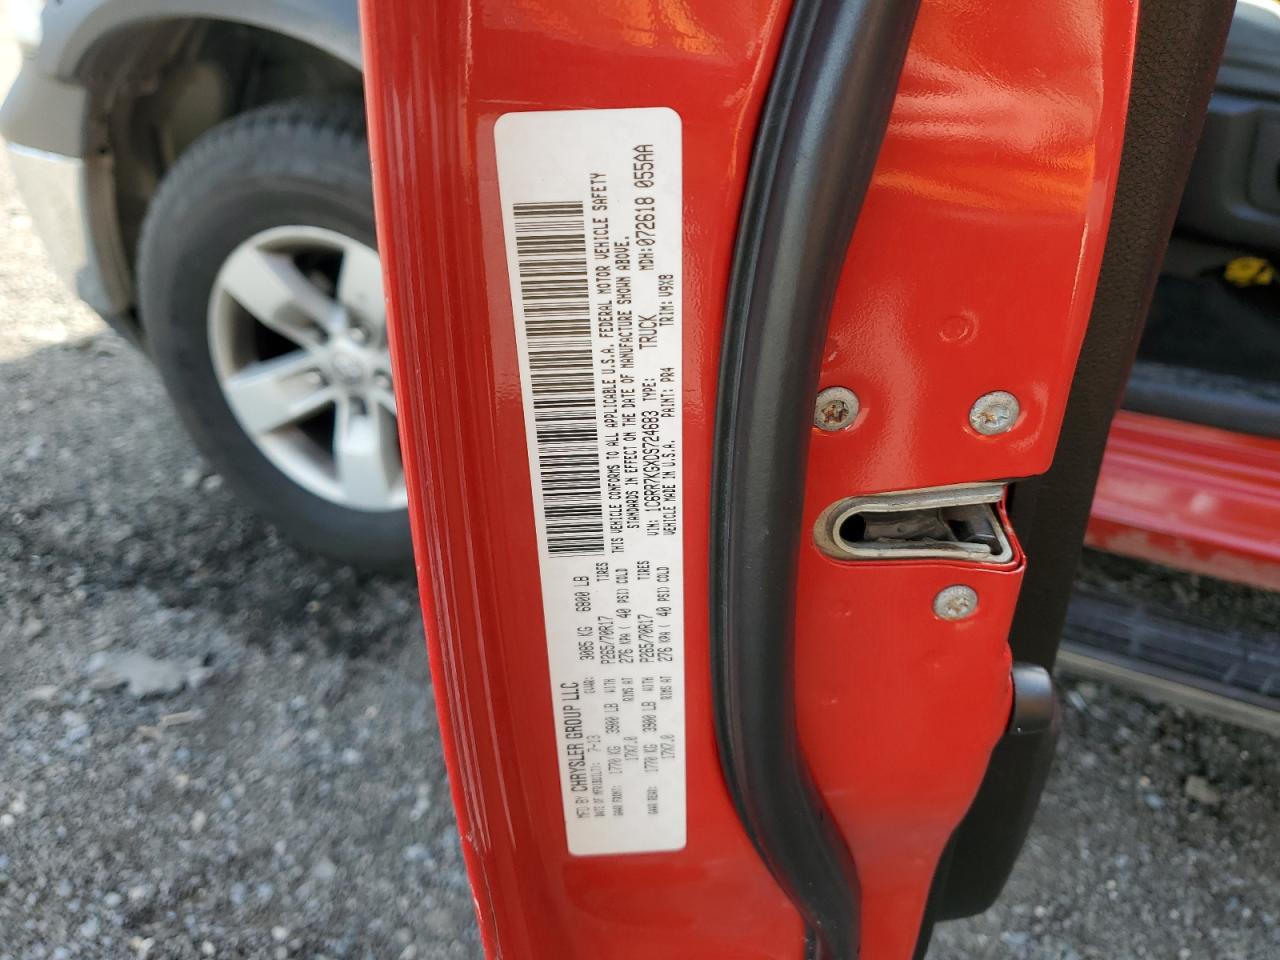 MFD BY CHRYSLER GROUP LLC
DATE OF MFR(BUILT): 7-13 GVWR: 3085 KG 6800 LB
GAWR FRONT: 1770 KG 3900 LB WITH P265/70R17 TIRES
17X7.0 RIMS AT 276 KPA ( 40 PSI) COLD
GAWR REAR: 1770 KG 3900 LB WITH P265/70R17 TIRES
17X7.0 RIMS AT 276 KPA ( 40 PSI) COLD
THIS VEHICLE CONFORMS TO ALL APPLICABLE U.S.A. FEDERAL MOTOR VEHICLE SAFETY
STANDARDS IN EFFECT ON THE DATE OF MANUFACTURE SHOWN ABOVE.
VIN: 1C6RR7KGXDS724683 TYPE: TRUCK MDH:072618 055AA
VEHICLE MADE IN U.S.A. PAINT: PR4 TRIM: V9X8